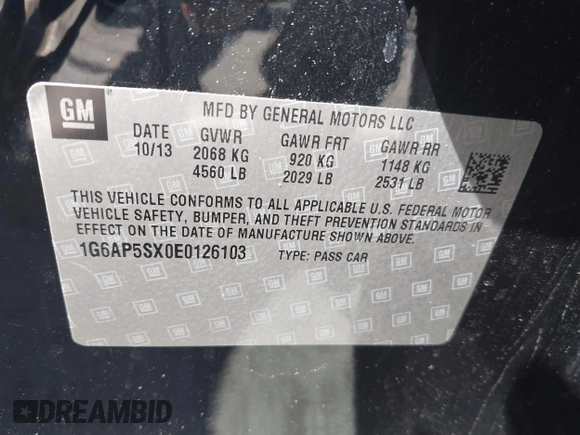 GM
MFD BY GENERAL MOTORS LLC
DATE GVWR GAWR FRT GAWR RR
10/13 2068 KG 920 KG 1148 KG
4560 LB 2029 LB 2531 LB
THIS VEHICLE CONFORMS TO ALL APPLICABLE U.S. FEDERAL MOTOR
VEHICLE SAFETY, BUMPER, AND THEFT PREVENTION STANDARDS IN
EFFECT ON THE DATE OF MANUFACTURE SHOWN ABOVE.
1G6AP5SX0E0126103 TYPE: PASS CAR
DREAMBID